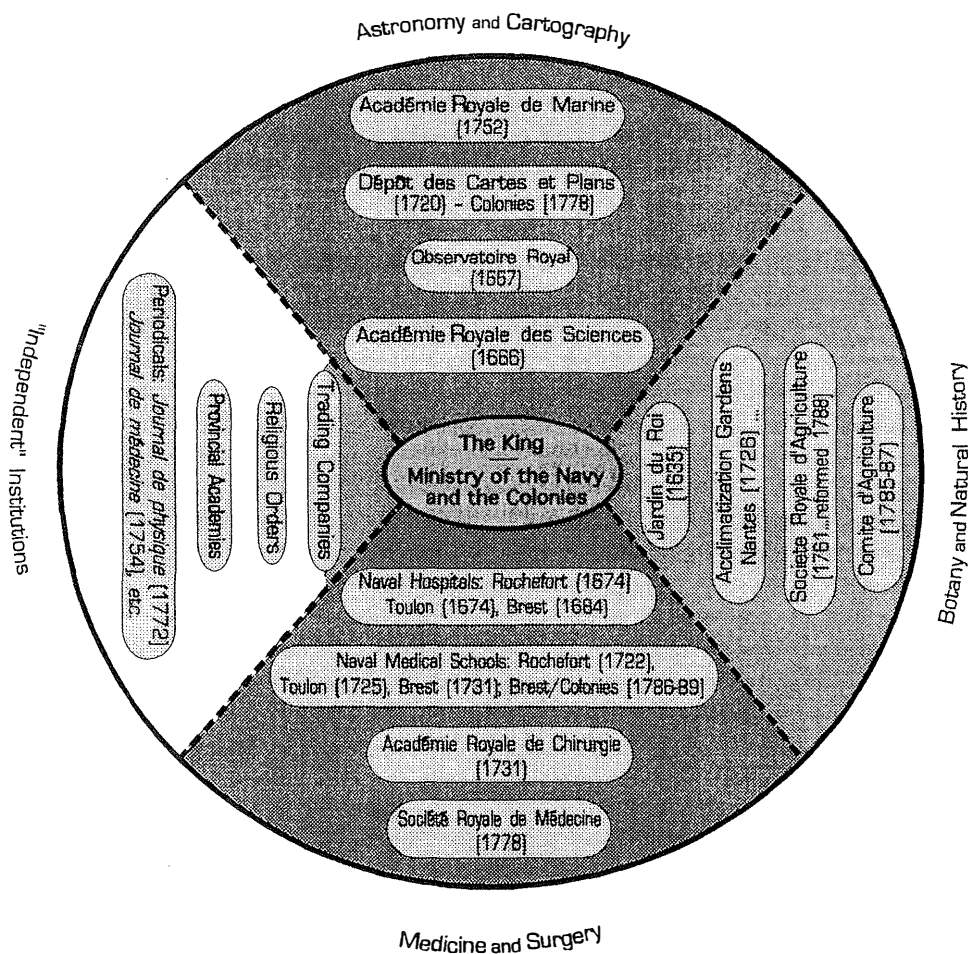 Astronomy and Cartography
Académie Royale de Marine
[1752]
Dépôt des Cartes et Plans
[1720] - Colonies [1778]
Observatoire Royal
[1667]
Académie Royale des Sciences
[1666]
The King
Ministry of the Navy
and the Colonies
"Independent" Institutions
Periodicals: Journal de physique [1772]
Journal de médecine [1754], etc.
Provincial Academies
Religious Orders
Trading Companies
Jardin du Roi
[1635]
Acclimatization Gardens
Nantes [1726]...
Societe Royale d'Agriculture
[1761...reformed 1788]
Comite d'Agriculture
[1785-87]
Botany and Natural History
Naval Hospitals: Rochefort [1674]
Toulon [1674], Brest [1684]
Naval Medical Schools: Rochefort [1722],
Toulon [1725], Brest [1731]; Brest/Colonies [1786-89]
Académie Royale de Chirurgie
[1731]
Société Royale de Médecine
[1778]
Medicine and Surgery